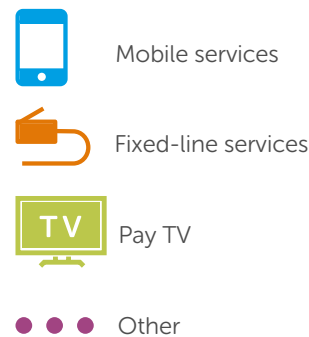 Mobile services
Fixed-line services
TV
Pay TV
Other